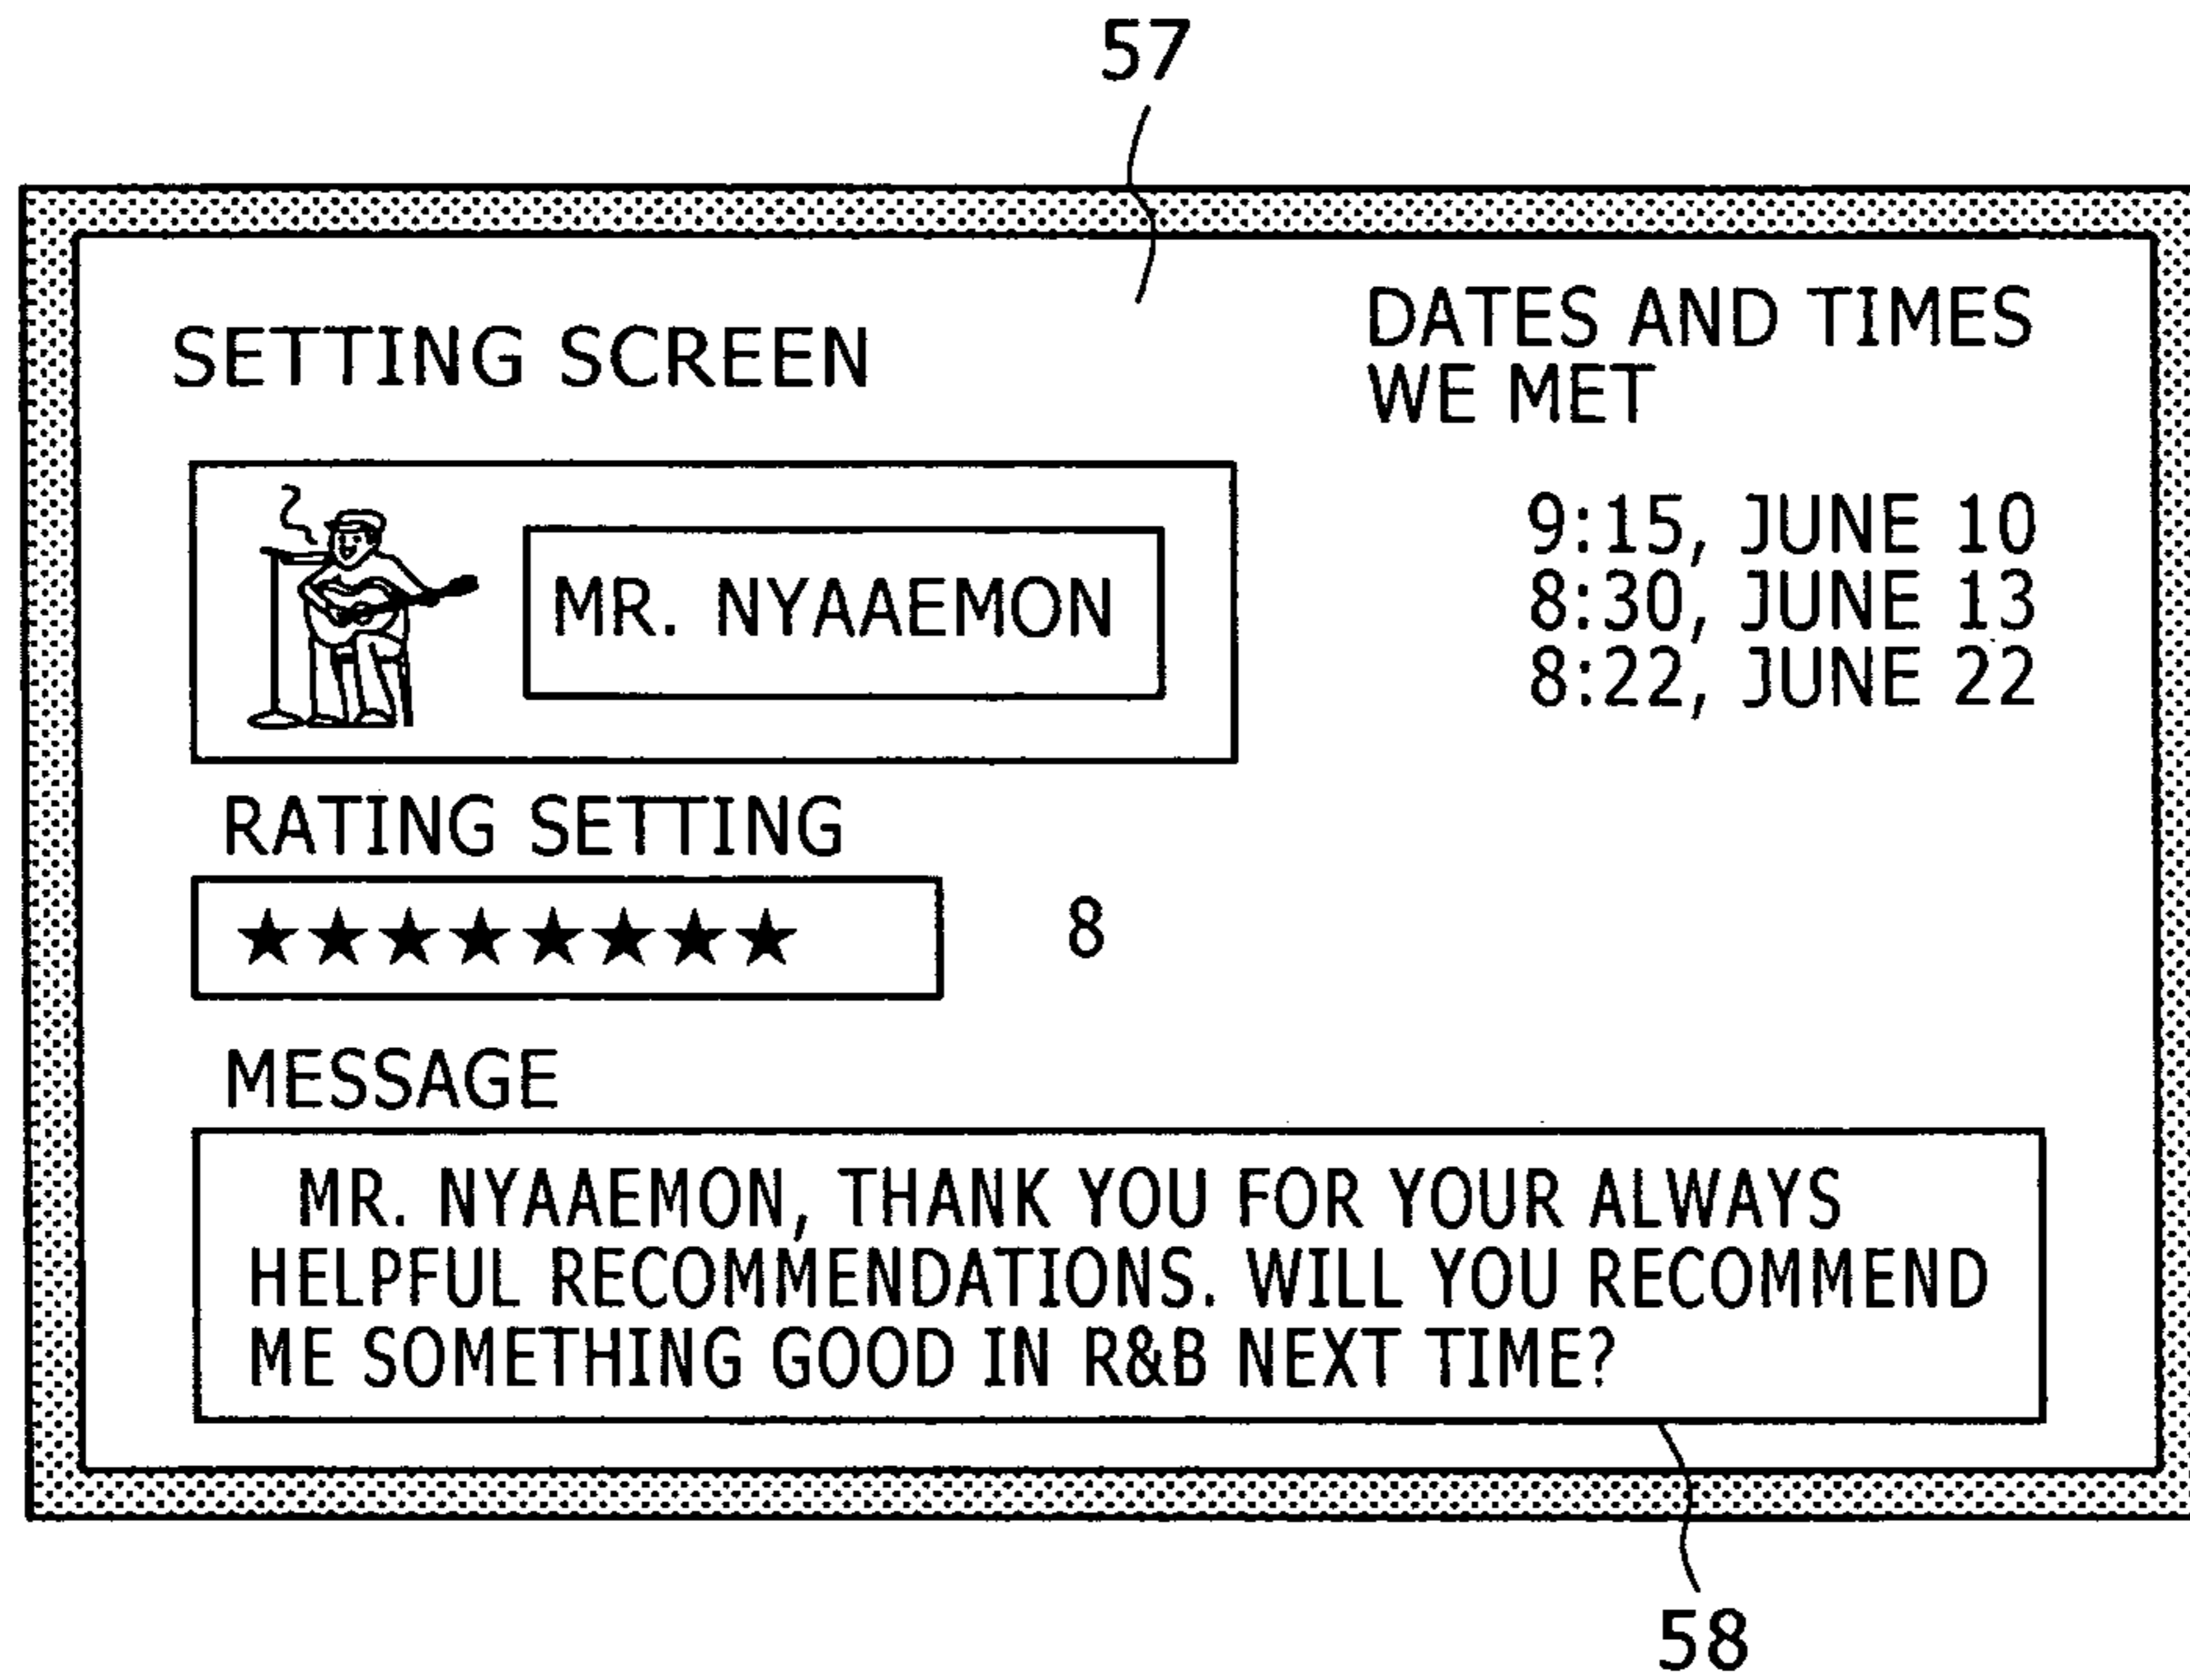 57
SETTING SCREEN
DATES AND TIMES
WE MET
MR. NYAAEMON
9:15, JUNE 10
8:30, JUNE 13
8:22, JUNE 22
RATING SETTING
★★★★★★★★ 8
MESSAGE
MR. NYAAEMON, THANK YOU FOR YOUR ALWAYS
HELPFUL RECOMMENDATIONS. WILL YOU RECOMMEND
ME SOMETHING GOOD IN R&B NEXT TIME?
58